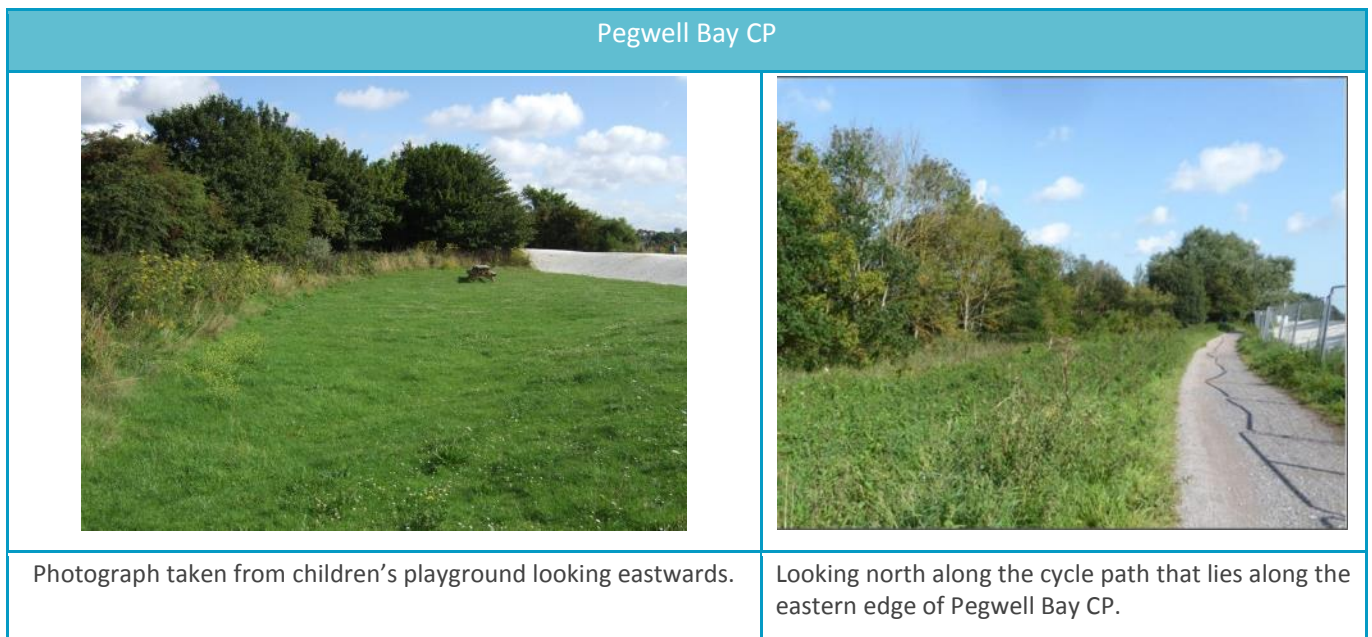 Pegwell Bay CP
Photograph taken from children’s playground looking eastwards.
Looking north along the cycle path that lies along the
eastern edge of Pegwell Bay CP.